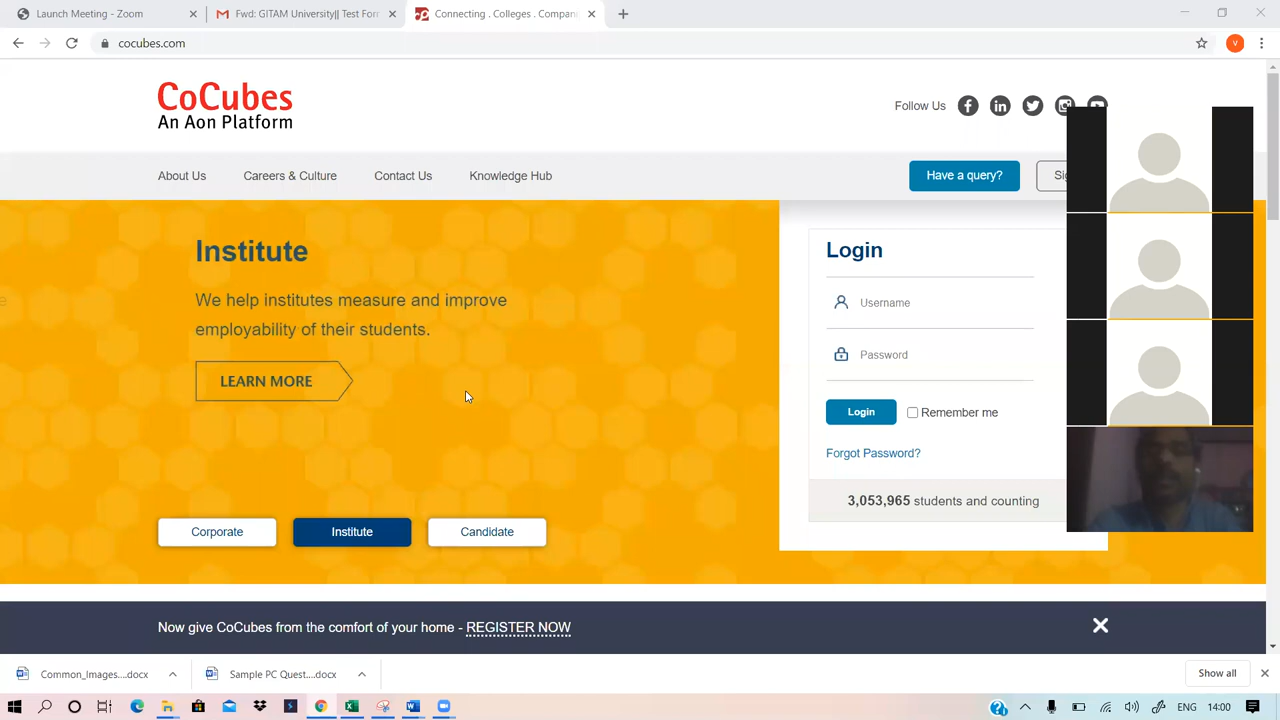 Launch Meeting - Zoom
Fwd: GITAM University|| Test For
Connecting . Colleges . Compan
cocubes.com
V
CoCubes
An Aon Platform
Follow Us
About Us
Careers & Culture
Contact Us
Knowledge Hub
Have a query?
Sig
Institute
We help institutes measure and improve
employability of their students.
LEARN MORE
Login
Username
Password
Login
Remember me
Forgot Password?
3,053,965 students and counting
Corporate
Institute
Candidate
Now give CoCubes from the comfort of your home - REGISTER NOW
Common_Images....docx
Sample PC Quest....docx
Show all
ENG
14:00